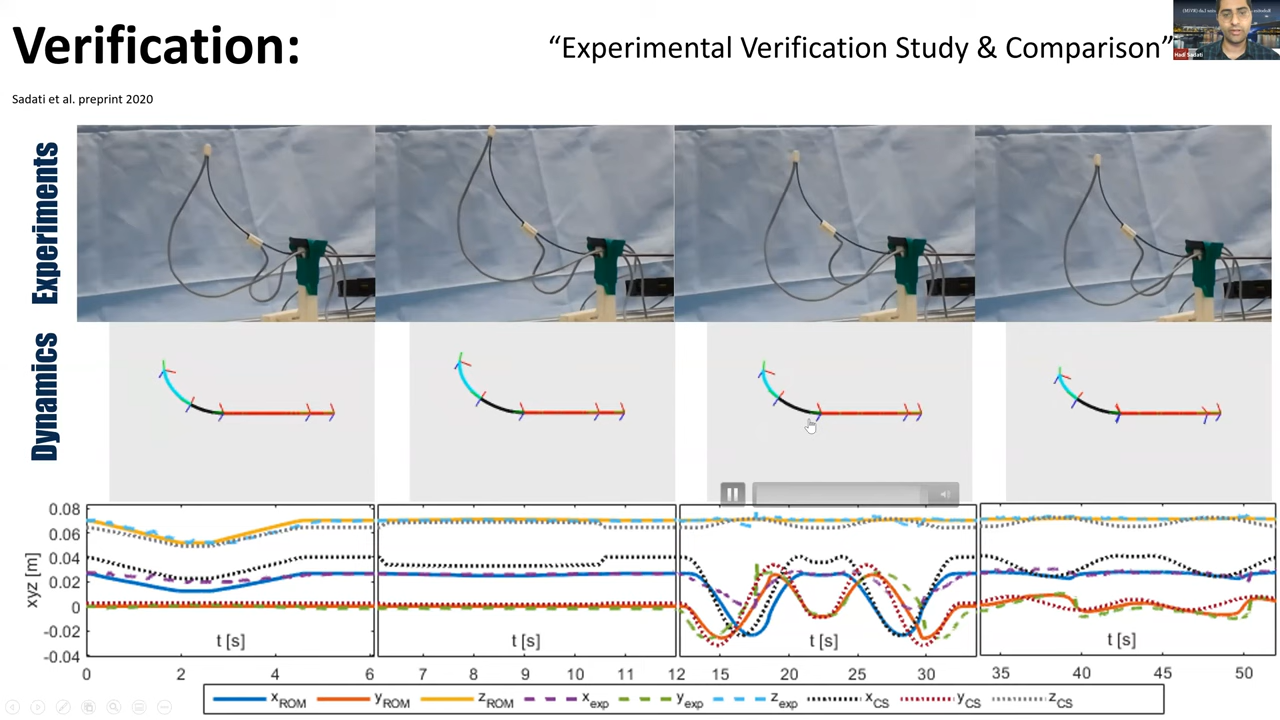 Verification:
“Experimental Verification Study & Comparison”
Hadi Sadati
Sadati et al. preprint 2020
Experiments
Dynamics
xyz [m]
0.08
0.06
0.04
0.02
0
-0.02
-0.04
t [s] t [s] t [s] t [s]
0 2 4 6 7 8 9 10 11 12 15 20 25 30 35 40 45 50
xROM yROM zROM xexp yexp zexp xCS yCS zCS